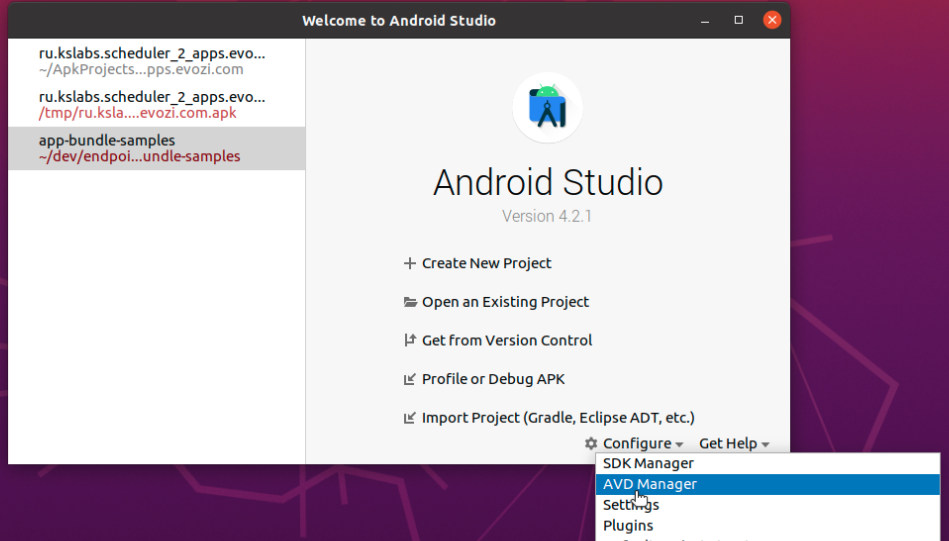 Welcome to Android Studio
ru.kslabs.scheduler_2_apps.evo...
~/ApkProjects...pps.evozi.com
ru.kslabs.scheduler_2_apps.evo...
/tmp/ru.ksla....evozi.com.apk
app-bundle-samples
~/dev/endpoi...undle-samples
Android Studio
Version 4.2.1
Create New Project
Open an Existing Project
Get from Version Control
Profile or Debug APK
Import Project (Gradle, Eclipse ADT, etc.)
Configure Get Help
SDK Manager
AVD Manager
Settings
Plugins